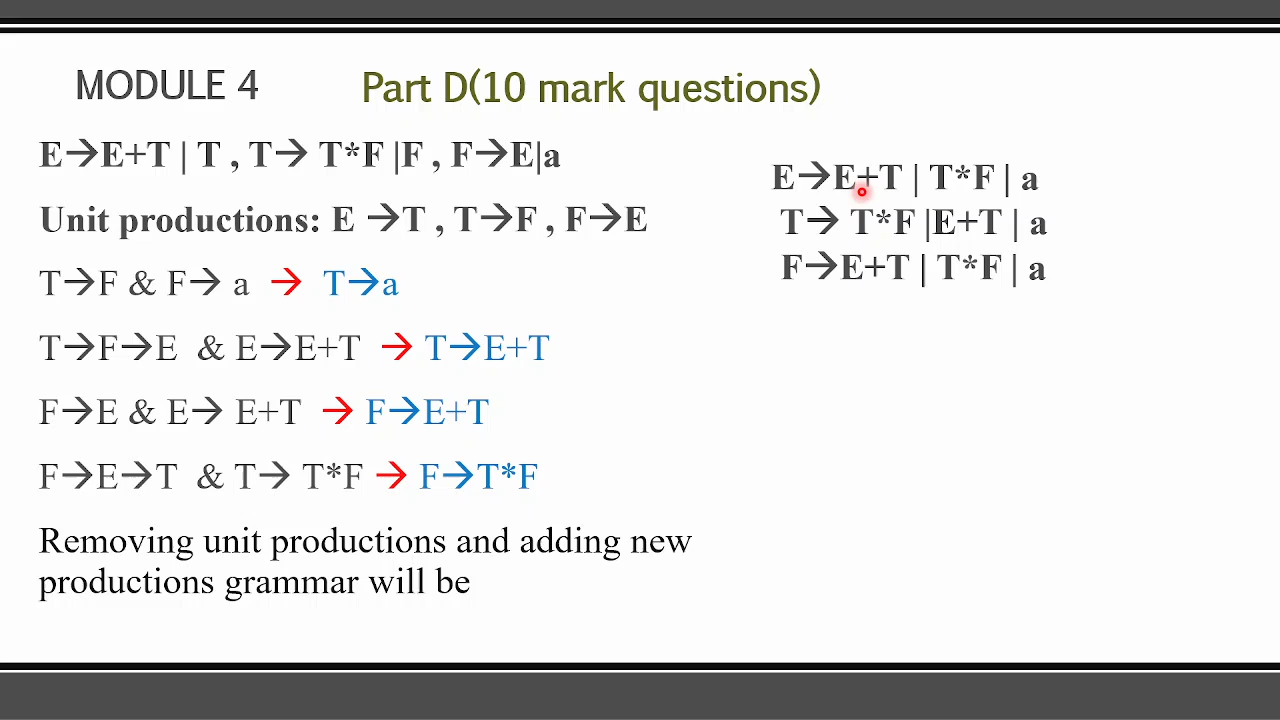 MODULE 4
Part D(10 mark questions)
E→E+T | T , T→ T*F |F , F→E|a
Unit productions: E →T , T→F , F→E
T→F & F→ a → T→a
T→F→E & E→E+T → T→E+T
F→E & E→ E+T → F→E+T
F→E→T & T→ T*F → F→T*F
Removing unit productions and adding new
productions grammar will be
E→E+T | T*F | a
T→ T*F |E+T | a
F→E+T | T*F | a